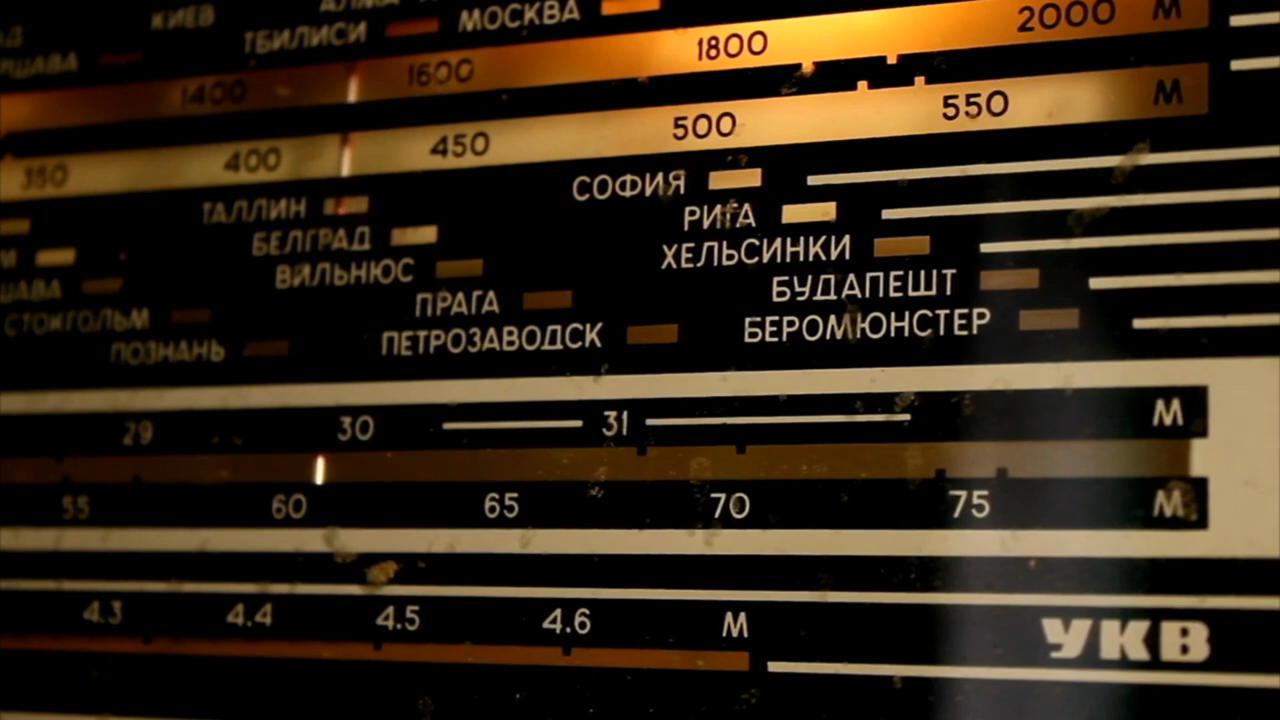 КИЕВ
МОСКВА
ТБИЛИСИ
1400 1600 1800 2000 М
350 400 450 500 550 М
СОФИЯ
ТАЛЛИН РИГА
БЕЛГРАД ХЕЛЬСИНКИ
ВИЛЬНЮС БУДАПЕШТ
ПРАГА
СТОКГОЛЬМ ПЕТРОЗАВОДСК БЕРОМЮНСТЕР
ПОЗНАНЬ
29 30 31 М
55 60 65 70 75 М
4.3 4.4 4.5 4.6 М УКВ